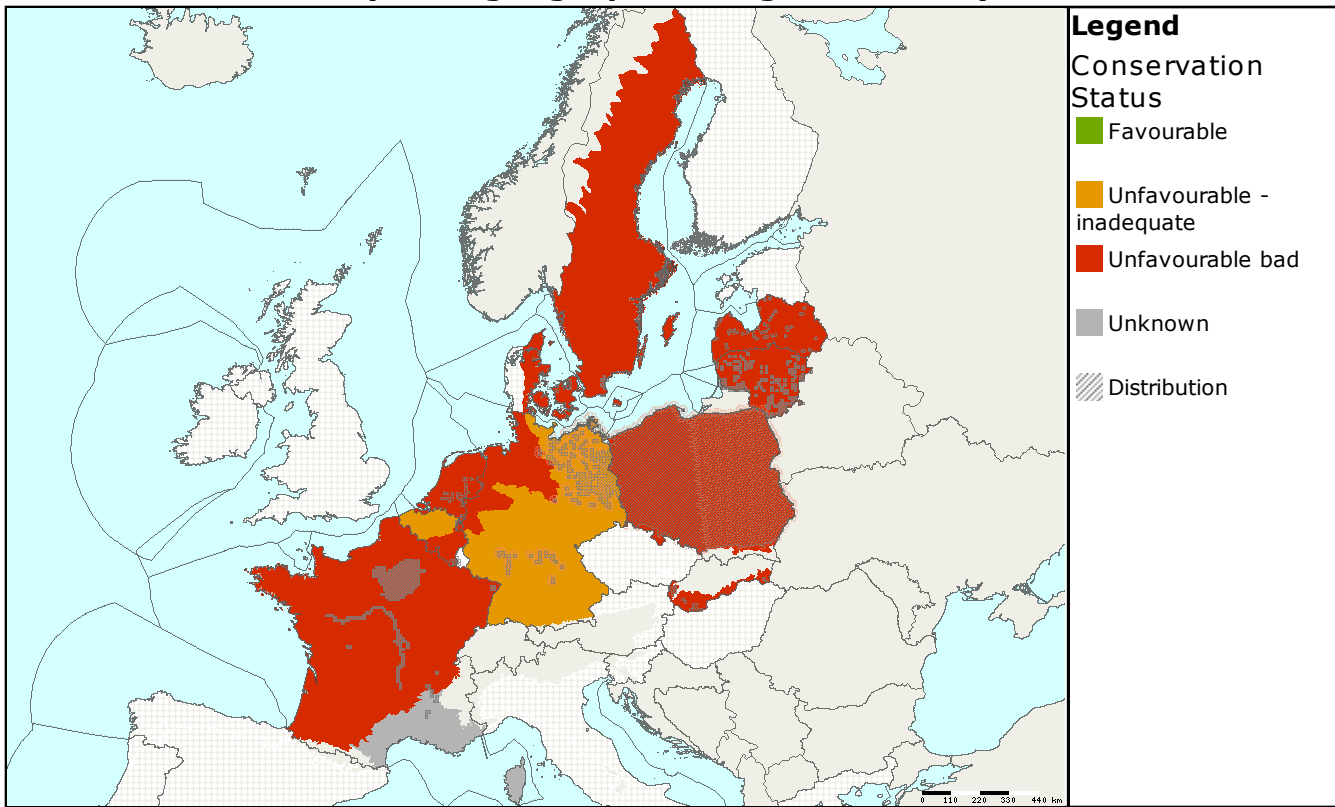 Legend
Conservation
Status
Favourable
Unfavourable -
inadequate
Unfavourable bad
Unknown
Distribution
0 110 220 330 440 km